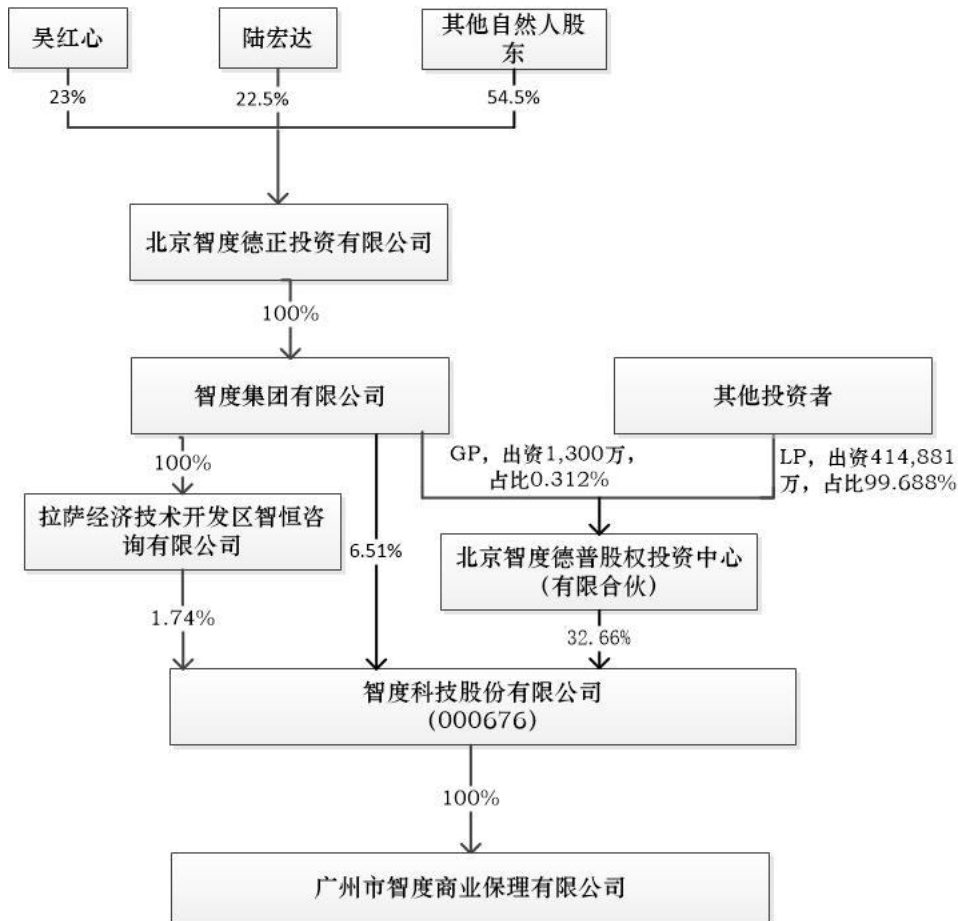 吴红心
陆宏达
其他自然人股
东
23%
22.5%
54.5%
北京智度德正投资有限公司
100%
智度集团有限公司
其他投资者
100%
GP，出资1,300万，
占比0.312%
LP，出资414,881
万，占比99.688%
拉萨经济技术开发区智恒咨
询有限公司
6.51%
北京智度德普股权投资中心
（有限合伙）
1.74%
32.66%
智度科技股份有限公司
(000676)
100%
广州市智度商业保理有限公司